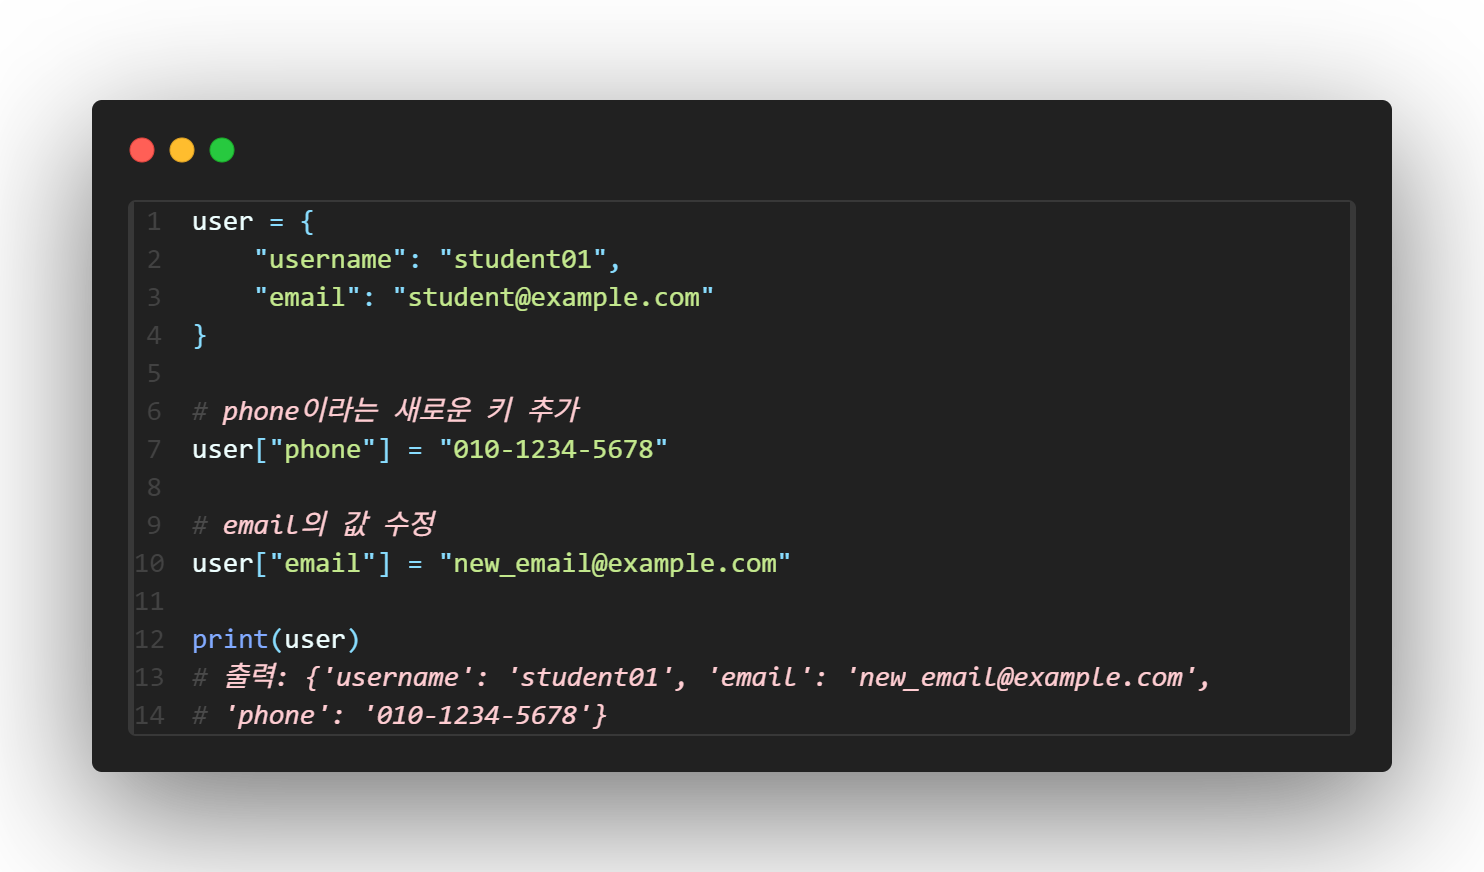 1 user = {
2     "username": "student01",
3     "email": "student@example.com"
4 }
5
6 # phone이라는 새로운 키 추가
7 user["phone"] = "010-1234-5678"
8
9 # email의 값 수정
10 user["email"] = "new_email@example.com"
11
12 print(user)
13 # 출력: {'username': 'student01', 'email': 'new_email@example.com',
14 # 'phone': '010-1234-5678'}